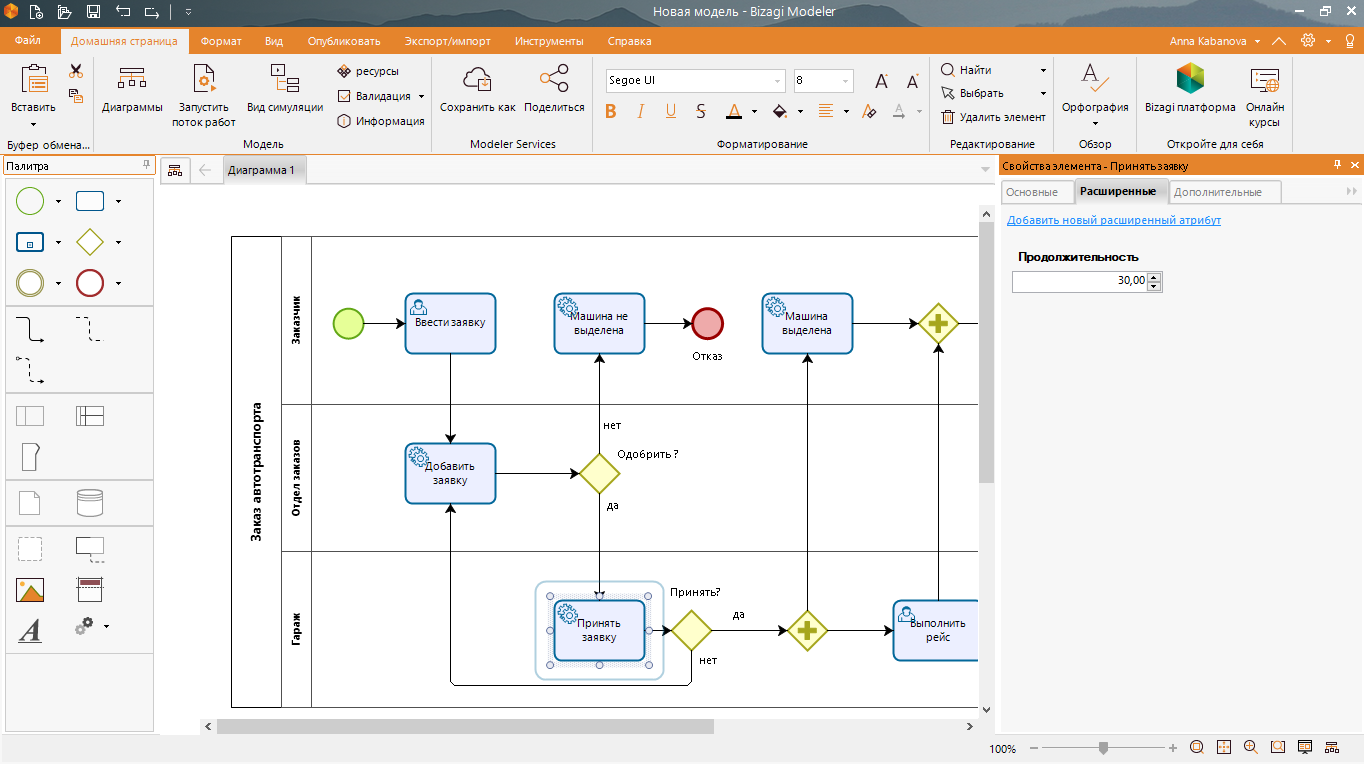 Новая модель - Bizagi Modeler
Файл
Домашняя страница
Формат
Вид
Опубликовать
Экспорт/импорт
Инструменты
Справка
Anna Kabanova
Вставить
Буфер обмена...
Диаграммы
Запустить
поток работ
Вид симуляции
ресурсы
Валидация
Информация
Модель
Сохранить как
Поделиться
Modeler Services
Segoe UI
8
B I U S A
Форматирование
Найти
Выбрать
Удалить элемент
Редактирование
Орфография
Обзор
Bizagi платформа
Онлайн
курсы
Откройте для себя
Палитра
Диаграмма 1
Свойства элемента - Принять заявку
Основные
Расширенные
Дополнительные
Добавить новый расширенный атрибут
Продолжительность
30,00
Заказ автотранспорта
Заказчик
Ввести заявку
Машина не
выделена
Отказ
Машина
выделена
Отдел заказов
Добавить
заявку
нет
Одобрить ?
да
Гараж
Принять
заявку
Принять?
да
нет
Выполнить
рейс
100%